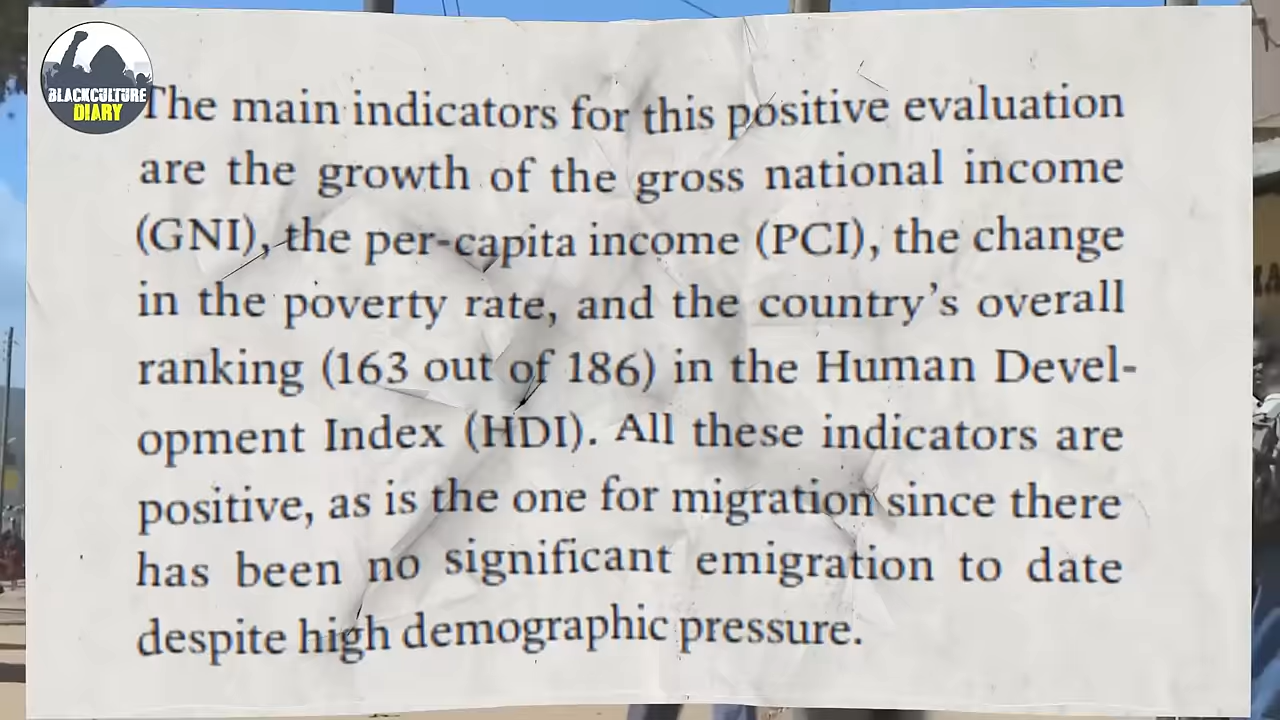 BLACKCULTURE
DIARY
The main indicators for this positive evaluation
are the growth of the gross national income
(GNI), the per-capita income (PCI), the change
in the poverty rate, and the country's overall
ranking (163 out of 186) in the Human Devel-
opment Index (HDI). All these indicators are
positive, as is the one for migration since there
has been no significant emigration to date
despite high demographic pressure.